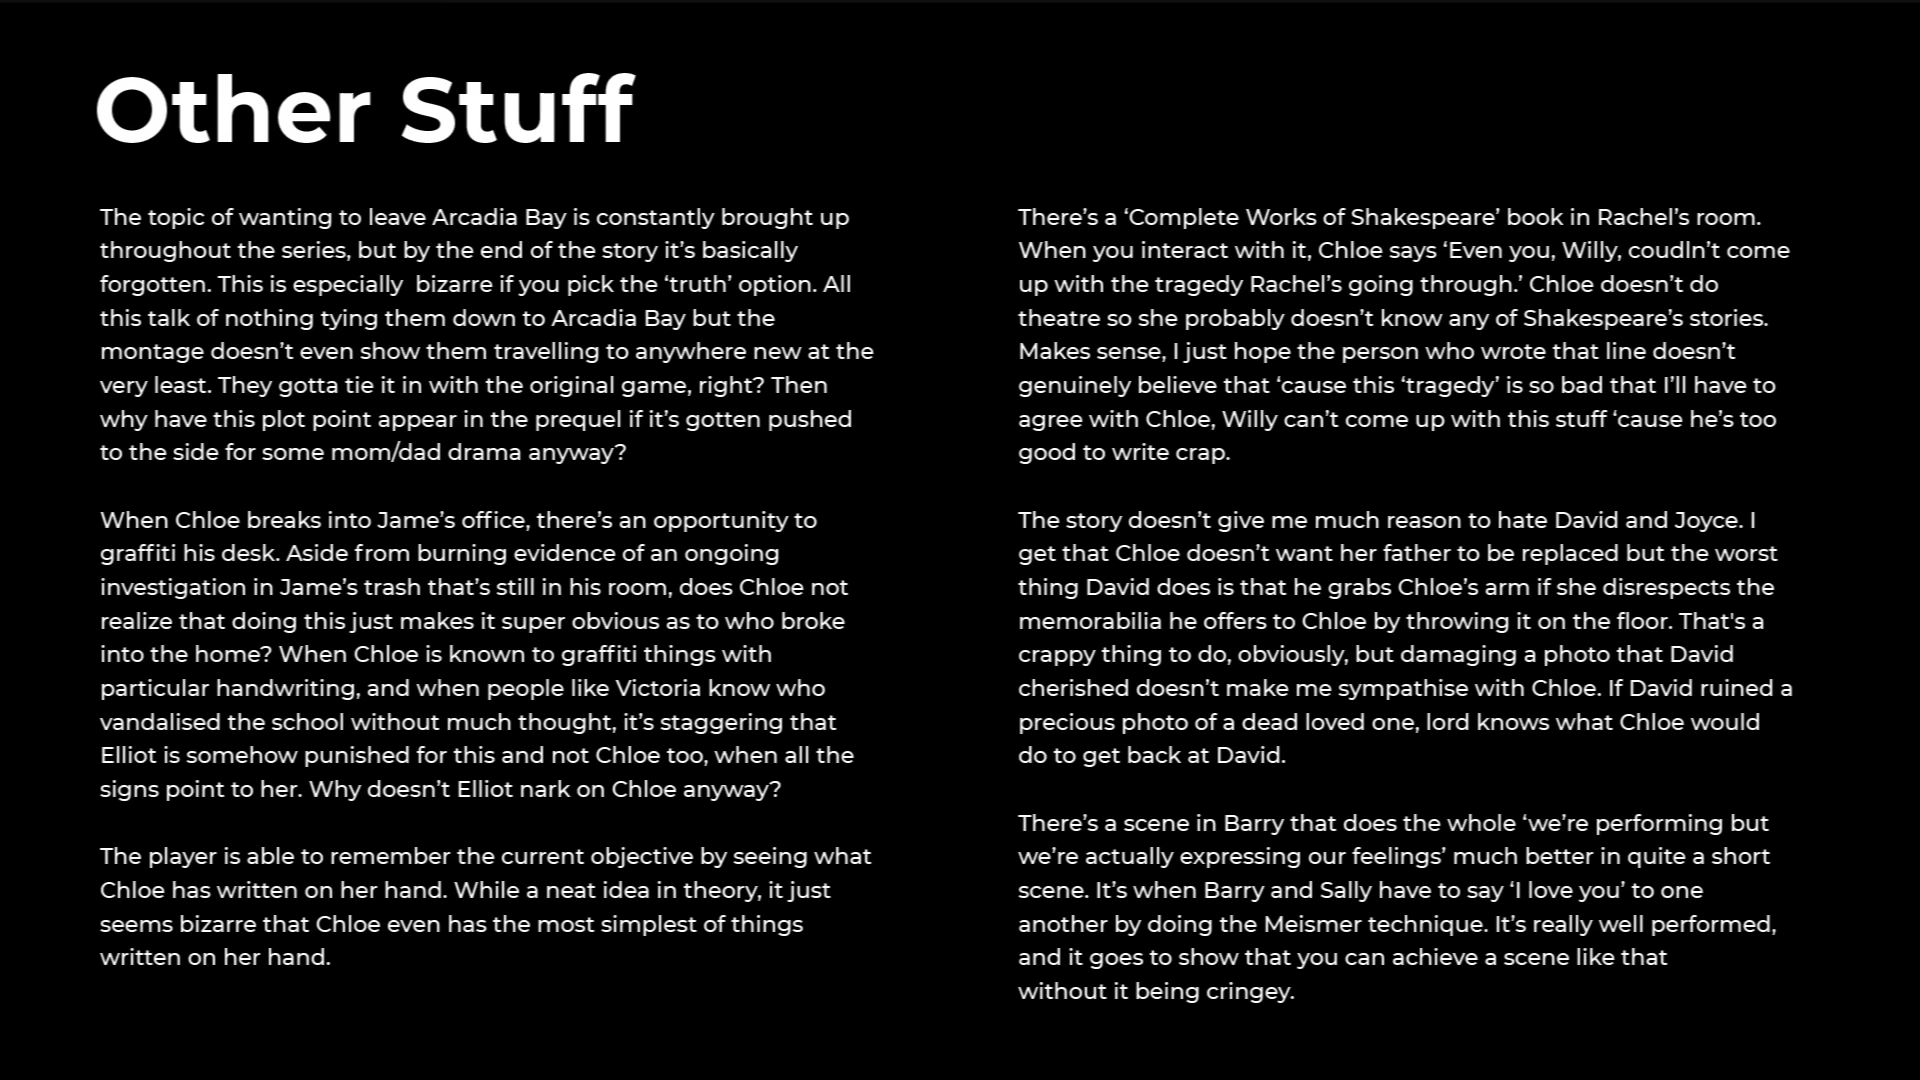 Other Stuff
The topic of wanting to leave Arcadia Bay is constantly brought up
throughout the series, but by the end of the story it’s basically
forgotten. This is especially  bizarre if you pick the ‘truth’ option. All
this talk of nothing tying them down to Arcadia Bay but the
montage doesn’t even show them travelling to anywhere new at the
very least. They gotta tie it in with the original game, right? Then
why have this plot point appear in the prequel if it’s gotten pushed
to the side for some mom/dad drama anyway?
When Chloe breaks into Jame’s office, there’s an opportunity to
graffiti his desk. Aside from burning evidence of an ongoing
investigation in Jame’s trash that’s still in his room, does Chloe not
realize that doing this just makes it super obvious as to who broke
into the home? When Chloe is known to graffiti things with
particular handwriting, and when people like Victoria know who
vandalised the school without much thought, it’s staggering that
Elliot is somehow punished for this and not Chloe too, when all the
signs point to her. Why doesn’t Elliot nark on Chloe anyway?
The player is able to remember the current objective by seeing what
Chloe has written on her hand. While a neat idea in theory, it just
seems bizarre that Chloe even has the most simplest of things
written on her hand.
There’s a ‘Complete Works of Shakespeare’ book in Rachel’s room.
When you interact with it, Chloe says ‘Even you, Willy, coudln’t come
up with the tragedy Rachel’s going through.’ Chloe doesn’t do
theatre so she probably doesn’t know any of Shakespeare’s stories.
Makes sense, I just hope the person who wrote that line doesn’t
genuinely believe that ‘cause this ‘tragedy’ is so bad that I’ll have to
agree with Chloe, Willy can’t come up with this stuff ‘cause he’s too
good to write crap.
The story doesn’t give me much reason to hate David and Joyce. I
get that Chloe doesn’t want her father to be replaced but the worst
thing David does is that he grabs Chloe’s arm if she disrespects the
memorabilia he offers to Chloe by throwing it on the floor. That's a
crappy thing to do, obviously, but damaging a photo that David
cherished doesn’t make me sympathise with Chloe. If David ruined a
precious photo of a dead loved one, lord knows what Chloe would
do to get back at David.
There’s a scene in Barry that does the whole ‘we’re performing but
we’re actually expressing our feelings’ much better in quite a short
scene. It’s when Barry and Sally have to say ‘I love you’ to one
another by doing the Meismer technique. It’s really well performed,
and it goes to show that you can achieve a scene like that
without it being cringey.